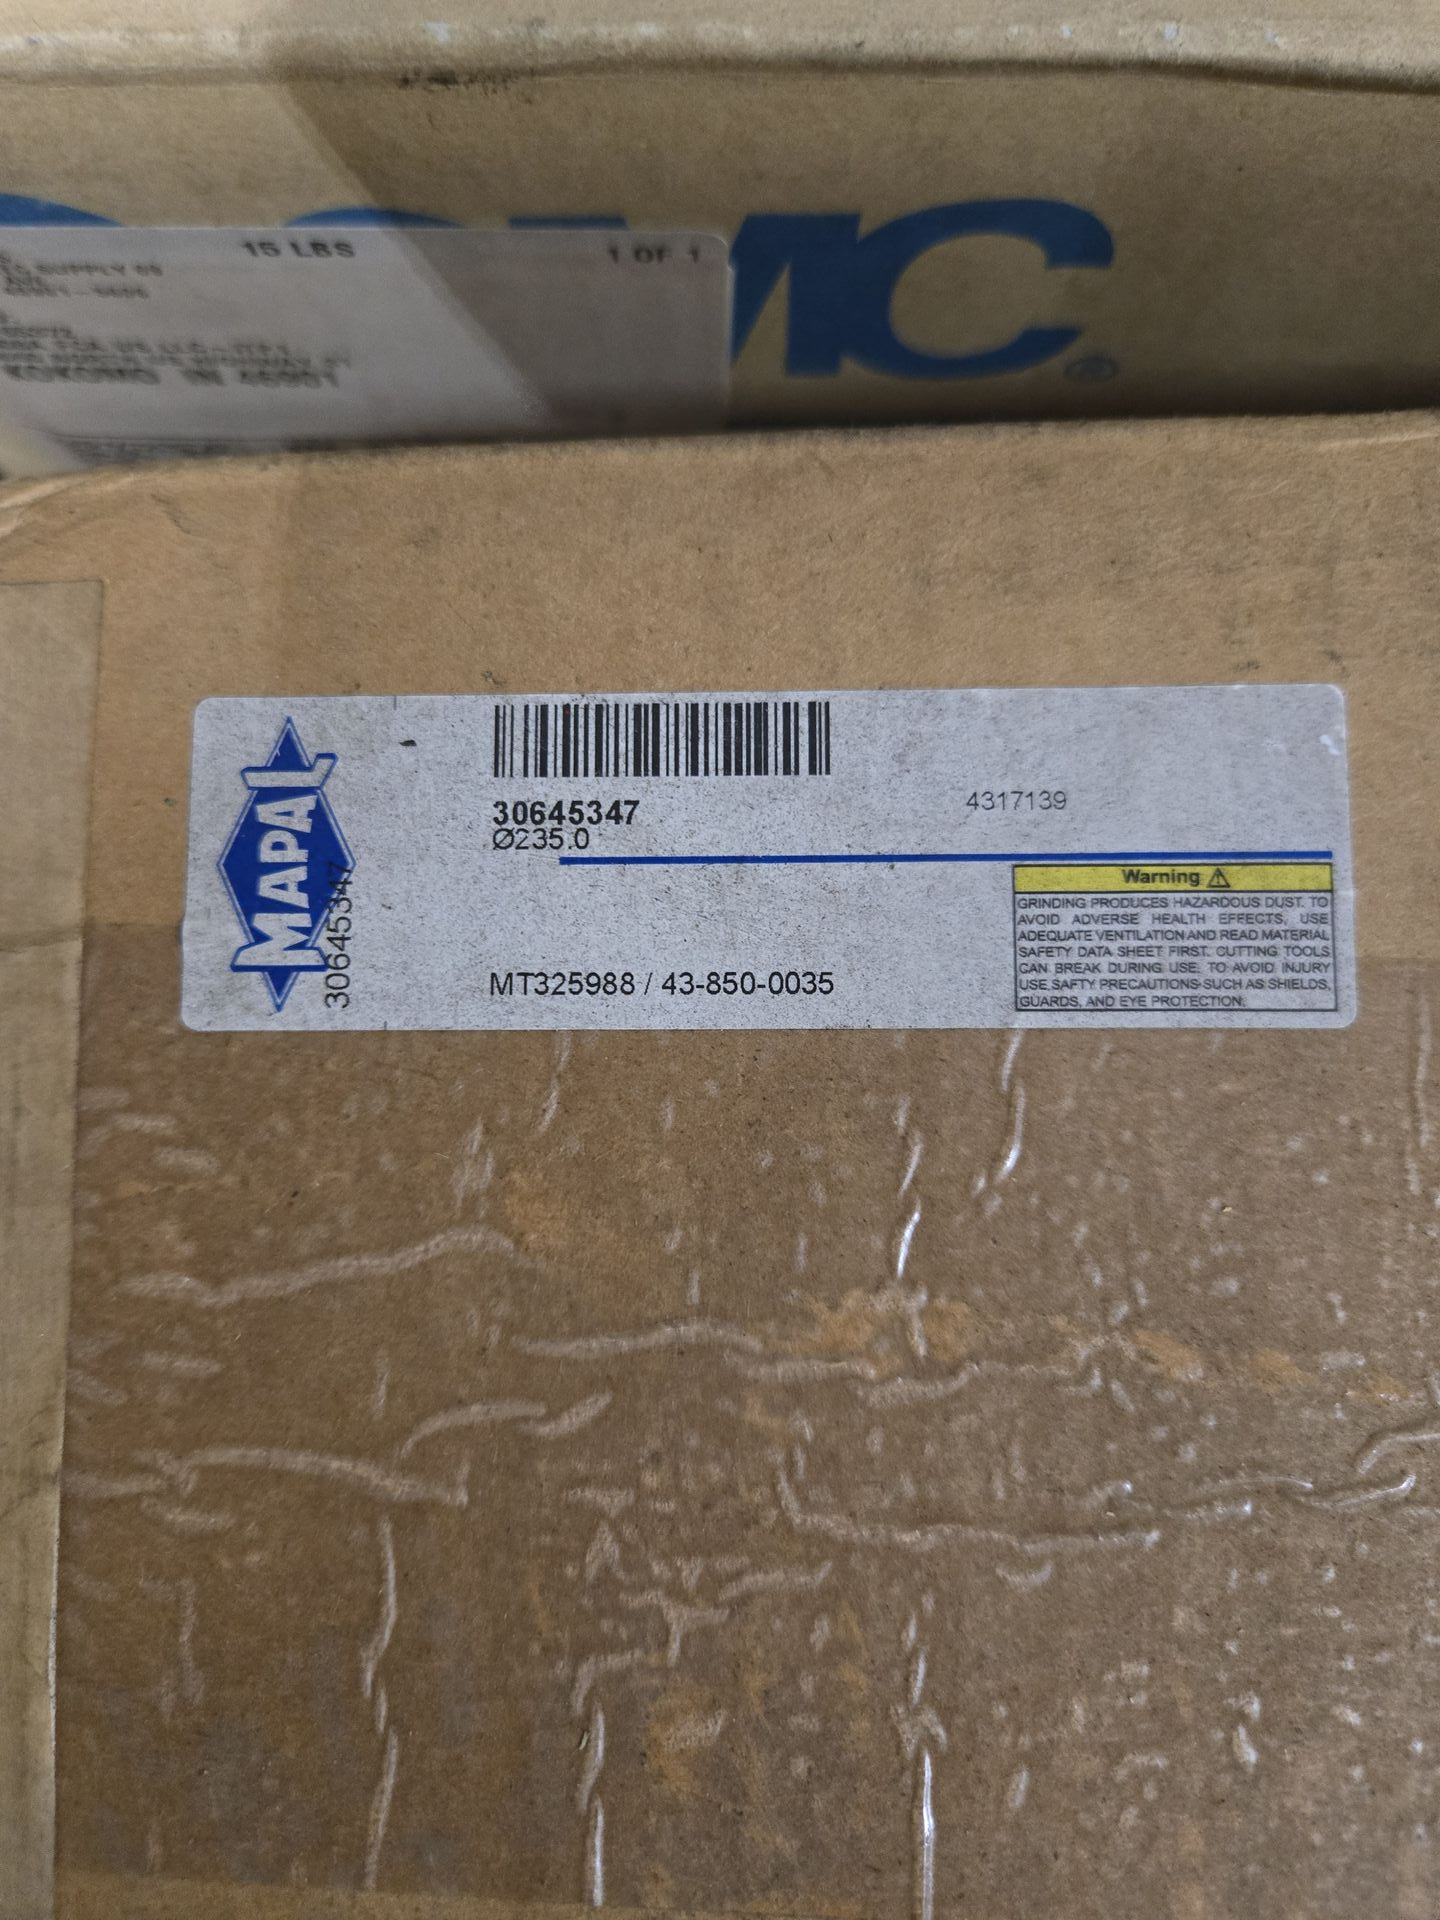 15 LBS
1 OF 1
SUPPLY
KOKOMO IN 46901
MC®
MAPAL
30645347
30645347
Ø235.0
4317139
MT325988 / 43-850-0035
Warning ⚠
GRINDING PRODUCES HAZARDOUS DUST. TO
AVOID ADVERSE HEALTH EFFECTS, USE
ADEQUATE VENTILATION AND READ MATERIAL
SAFETY DATA SHEET FIRST. CUTTING TOOLS
CAN BREAK DURING USE. TO AVOID INJURY
USE SAFTY PRECAUTIONS SUCH AS SHIELDS,
GUARDS, AND EYE PROTECTION.